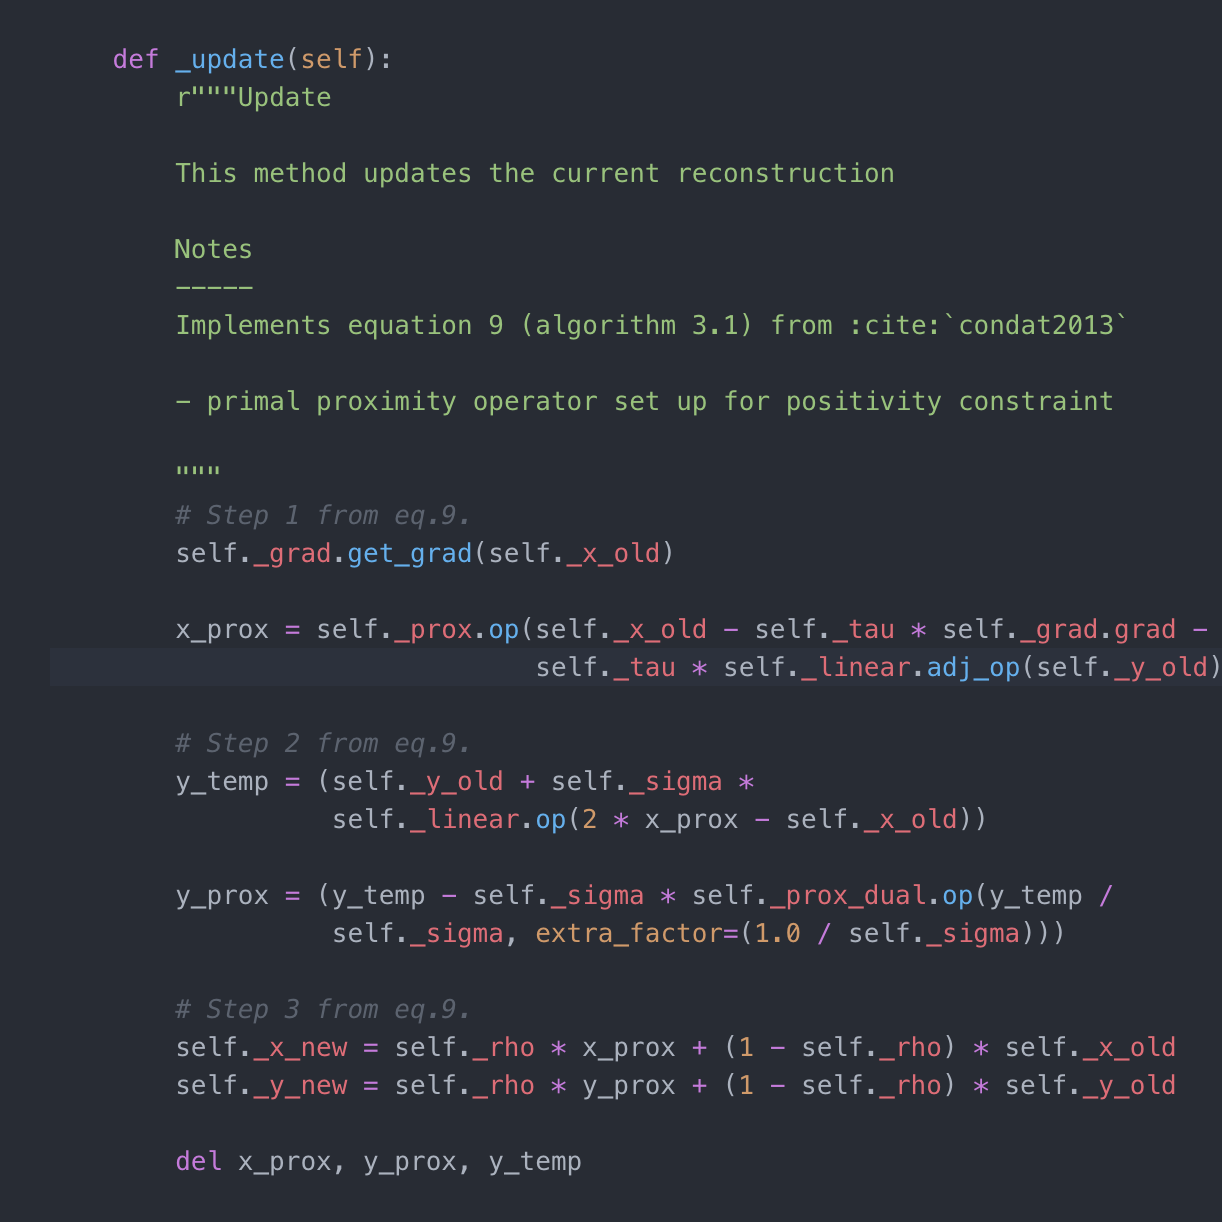 def _update(self):
r"""Update
This method updates the current reconstruction
Notes
-----
Implements equation 9 (algorithm 3.1) from :cite:`condat2013`
- primal proximity operator set up for positivity constraint
"""
# Step 1 from eq.9.
self._grad.get_grad(self._x_old)
x_prox = self._prox.op(self._x_old - self._tau * self._grad.grad -
self._tau * self._linear.adj_op(self._y_old)
# Step 2 from eq.9.
y_temp = (self._y_old + self._sigma *
self._linear.op(2 * x_prox - self._x_old))
y_prox = (y_temp - self._sigma * self._prox_dual.op(y_temp /
self._sigma, extra_factor=(1.0 / self._sigma)))
# Step 3 from eq.9.
self._x_new = self._rho * x_prox + (1 - self._rho) * self._x_old
self._y_new = self._rho * y_prox + (1 - self._rho) * self._y_old
del x_prox, y_prox, y_temp